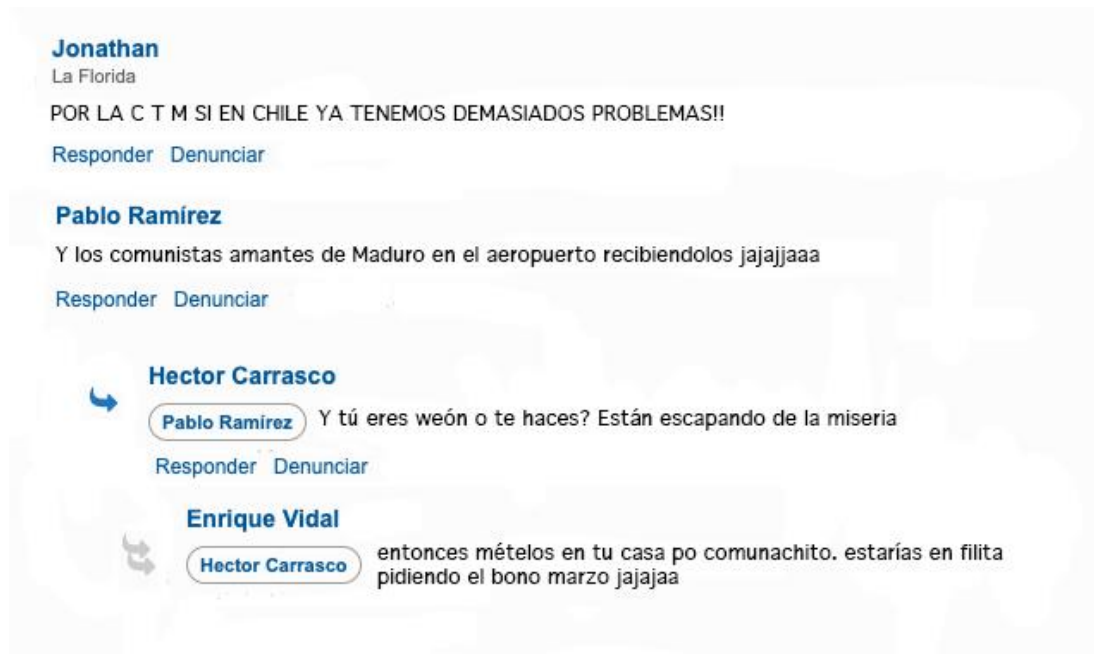 Jonathan
La Florida
POR LA C T M SI EN CHILE YA TENEMOS DEMASIADOS PROBLEMAS!!
Responder Denunciar
Pablo Ramírez
Y los comunistas amantes de Maduro en el aeropuerto recibiendolos jajajjaaa
Responder Denunciar
Hector Carrasco
Pablo Ramírez Y tú eres weón o te haces? Están escapando de la miseria
Responder Denunciar
Enrique Vidal
Hector Carrasco entonces mételos en tu casa po comunachito. estarías en filita
pidiendo el bono marzo jajajaa